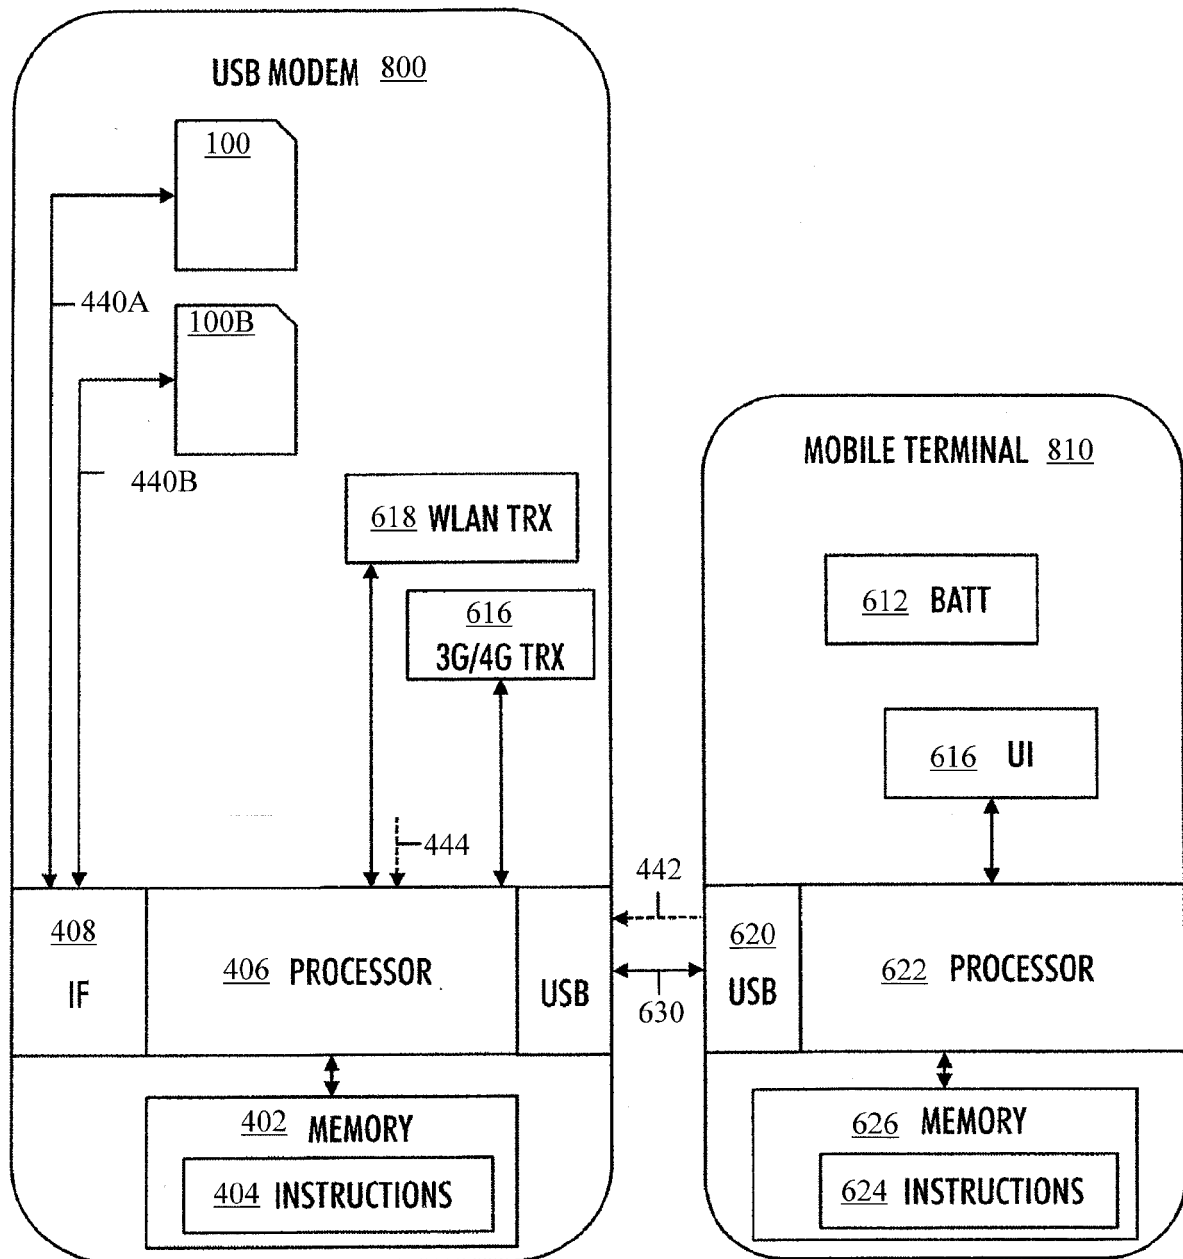 USB MODEM 800
100
440A
100B
440B
618 WLAN TRX
616
3G/4G TRX
444
408
IF
406 PROCESSOR
USB
402 MEMORY
404 INSTRUCTIONS
442
630
MOBILE TERMINAL 810
612 BATT
616 UI
620
USB
622 PROCESSOR
626 MEMORY
624 INSTRUCTIONS